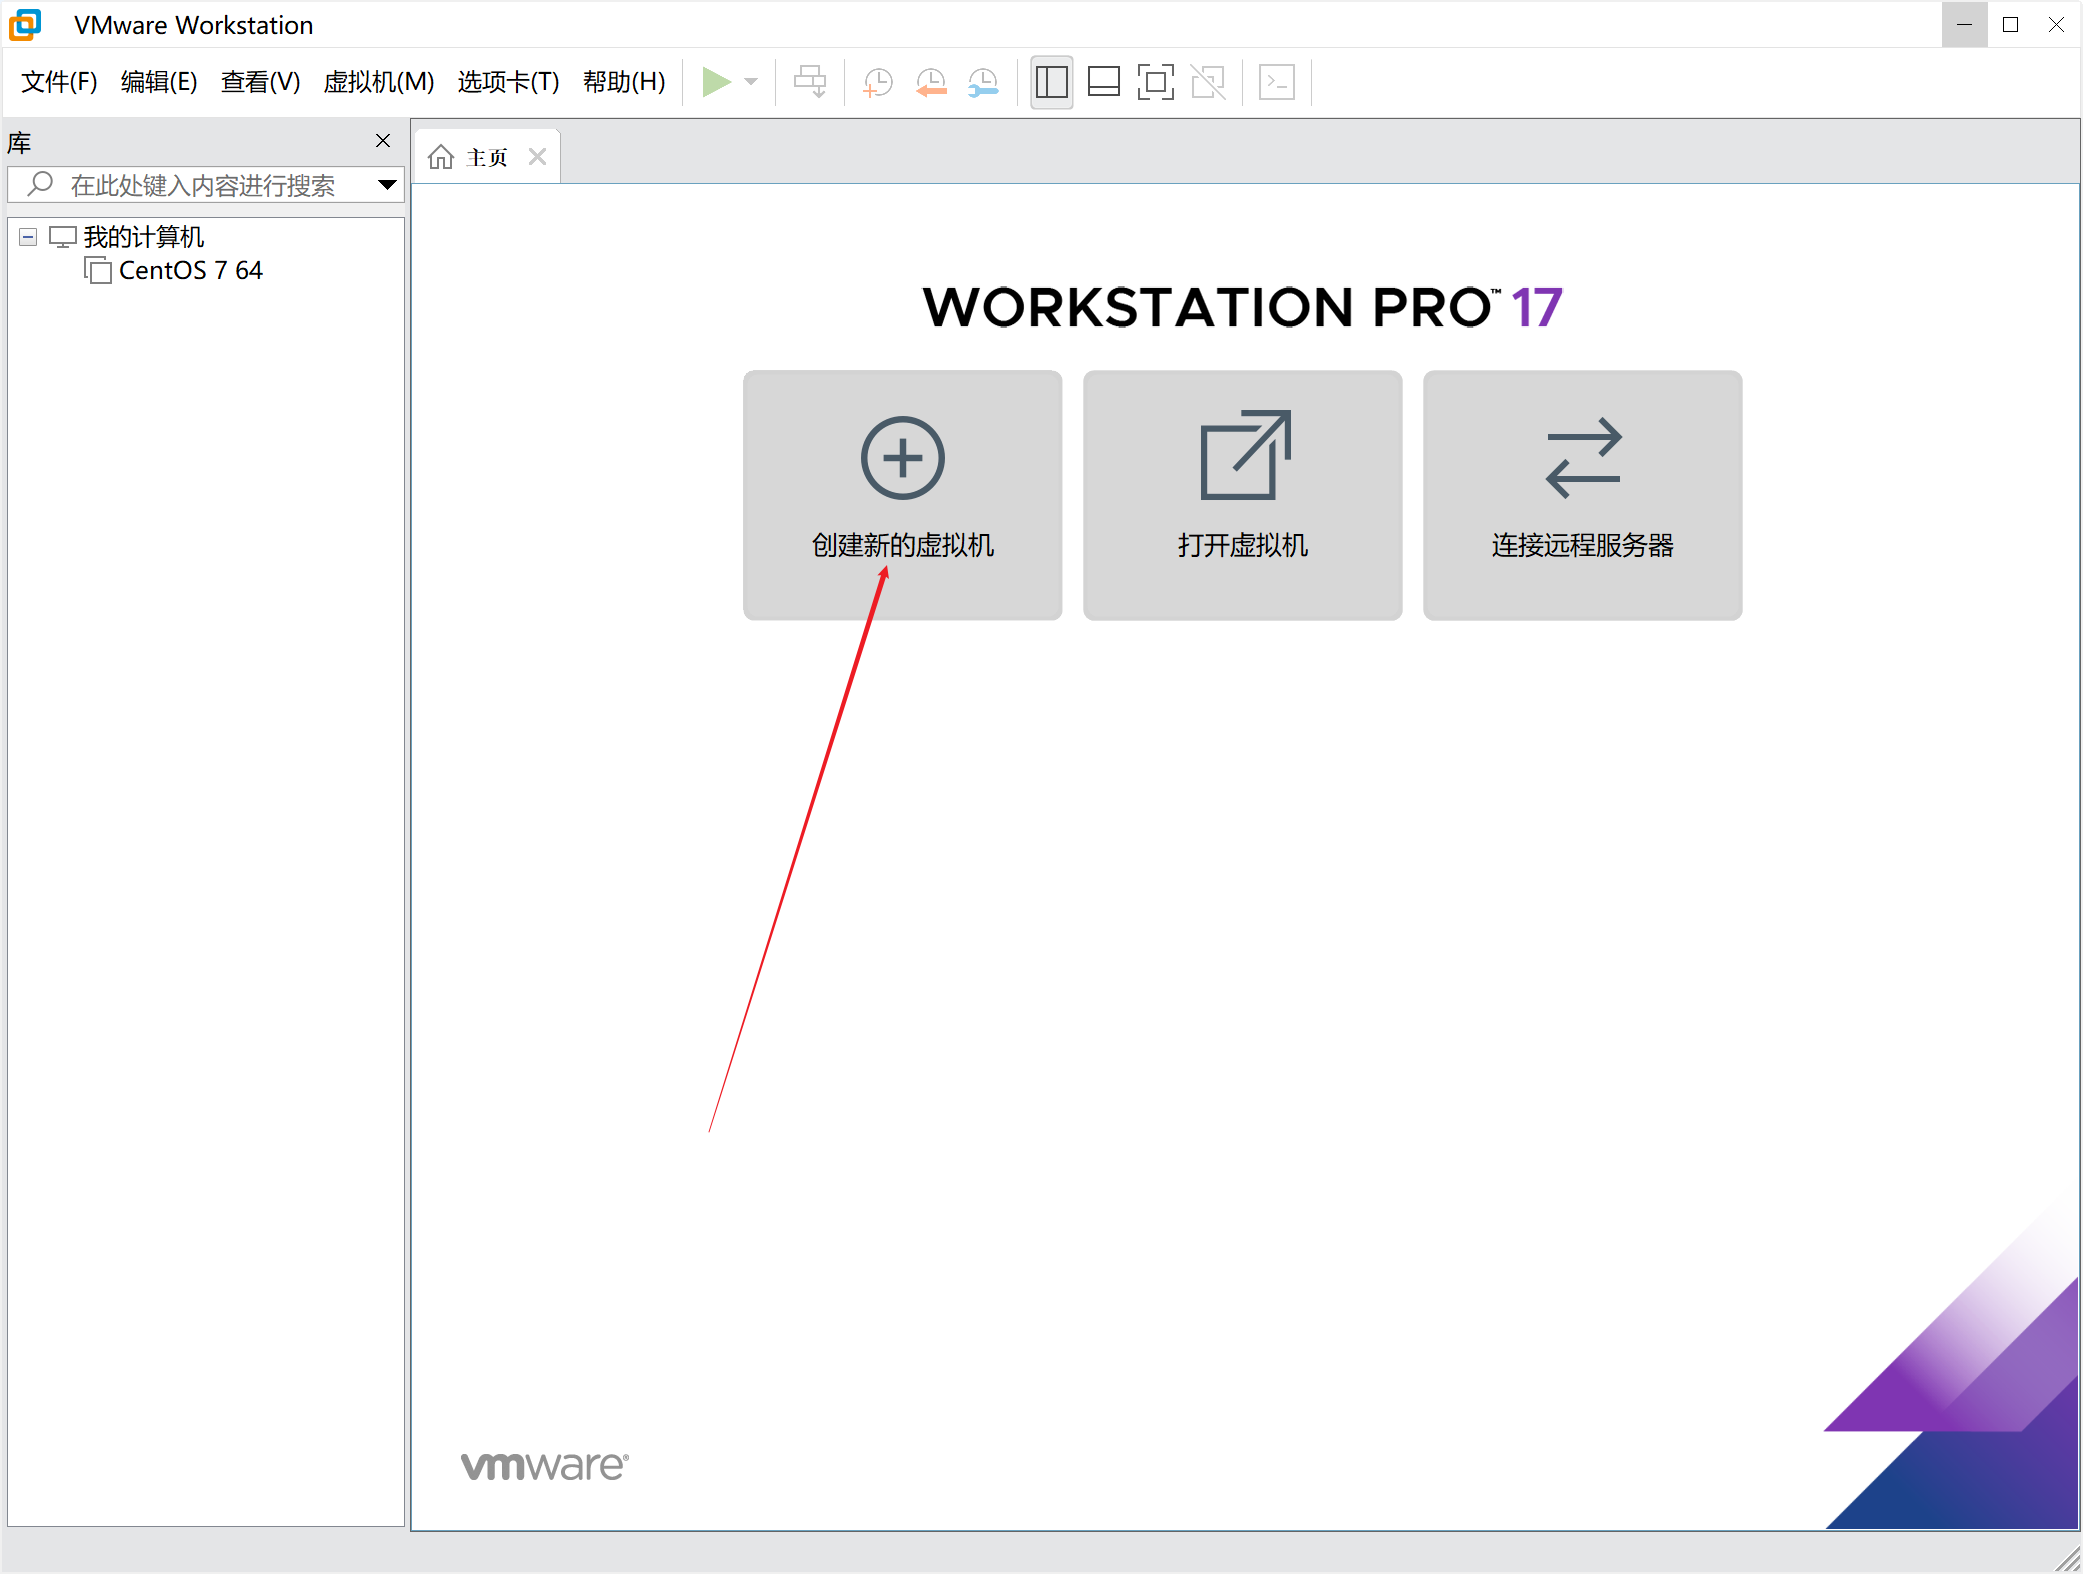 VMware Workstation
文件(F) 编辑(E) 查看(V) 虚拟机(M) 选项卡(T) 帮助(H)
库
在此处键入内容进行搜索
我的计算机
CentOS 7 64
主页
WORKSTATION PRO™ 17
创建新的虚拟机
打开虚拟机
连接远程服务器
vmware®